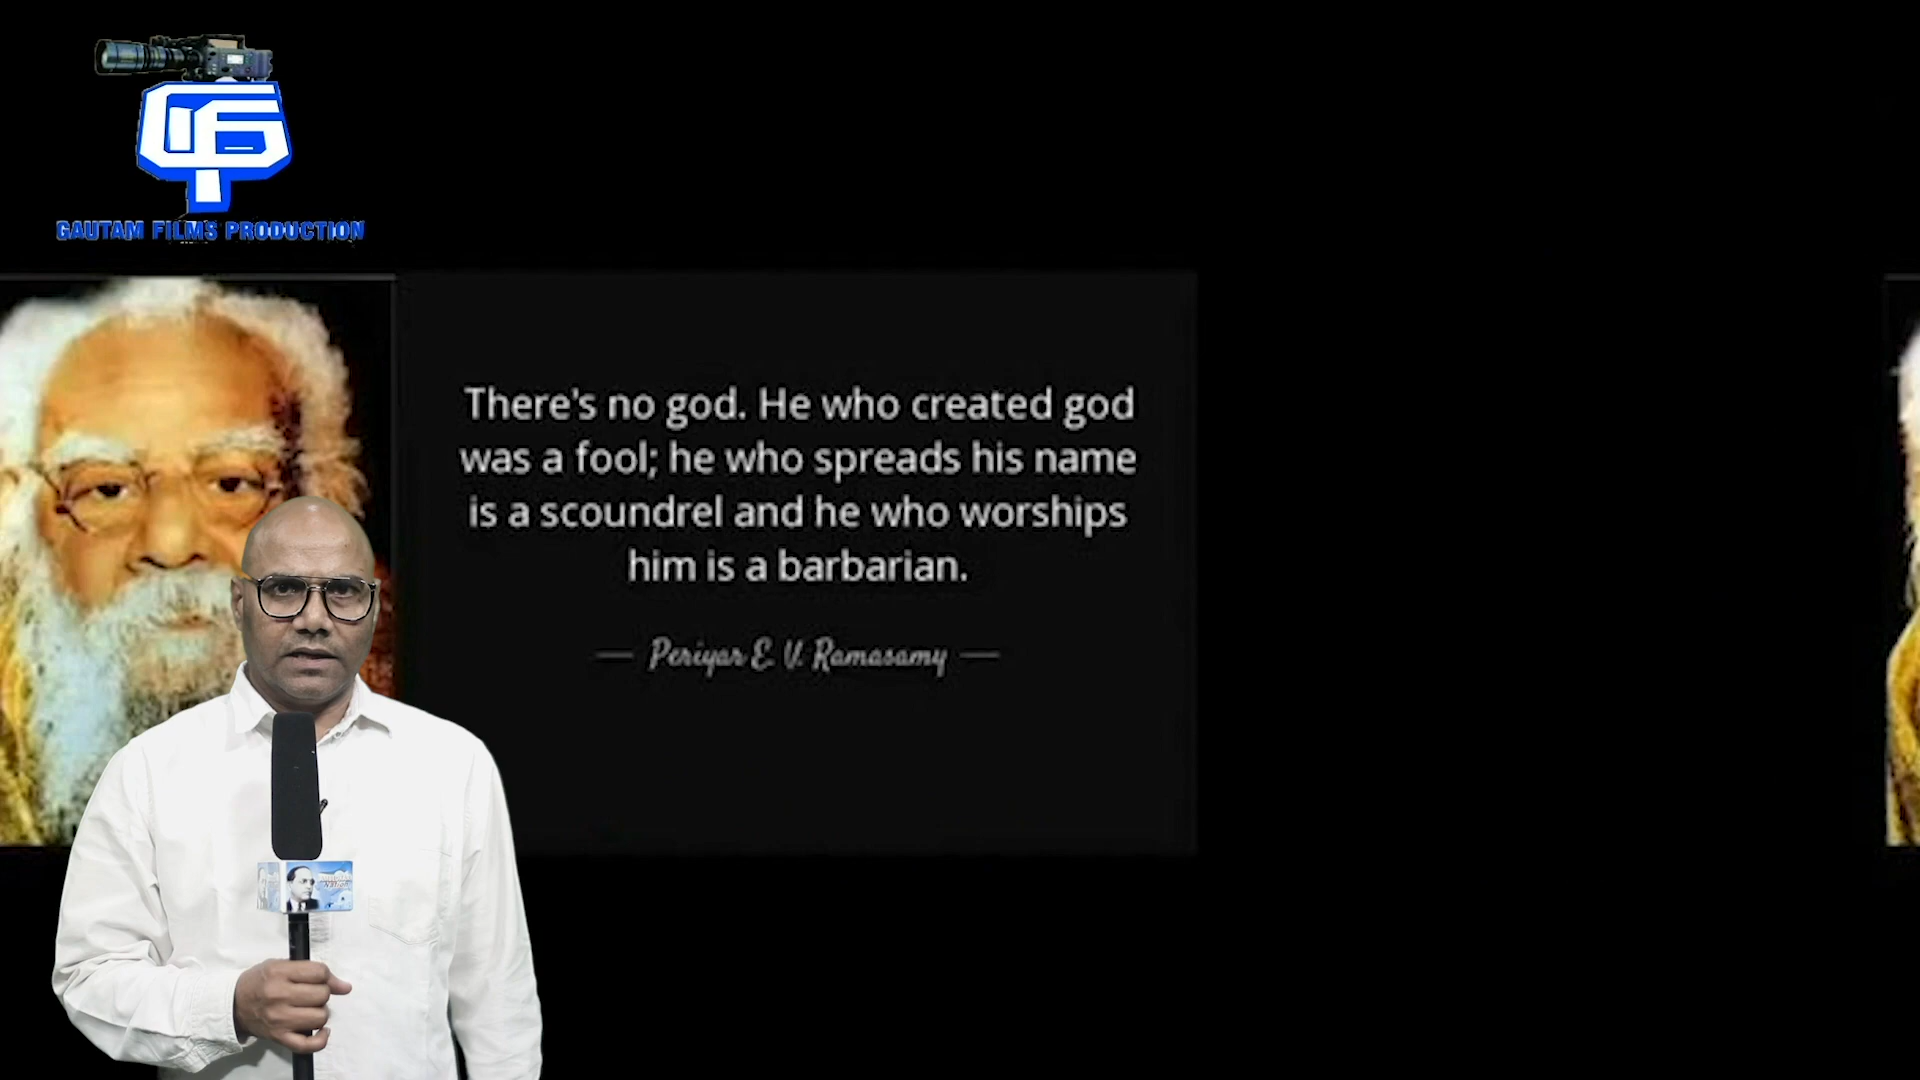 GAUTAM FILMS PRODUCTION
There's no god. He who created god
was a fool; he who spreads his name
is a scoundrel and he who worships
him is a barbarian.
— Periyar E. V. Ramasamy —